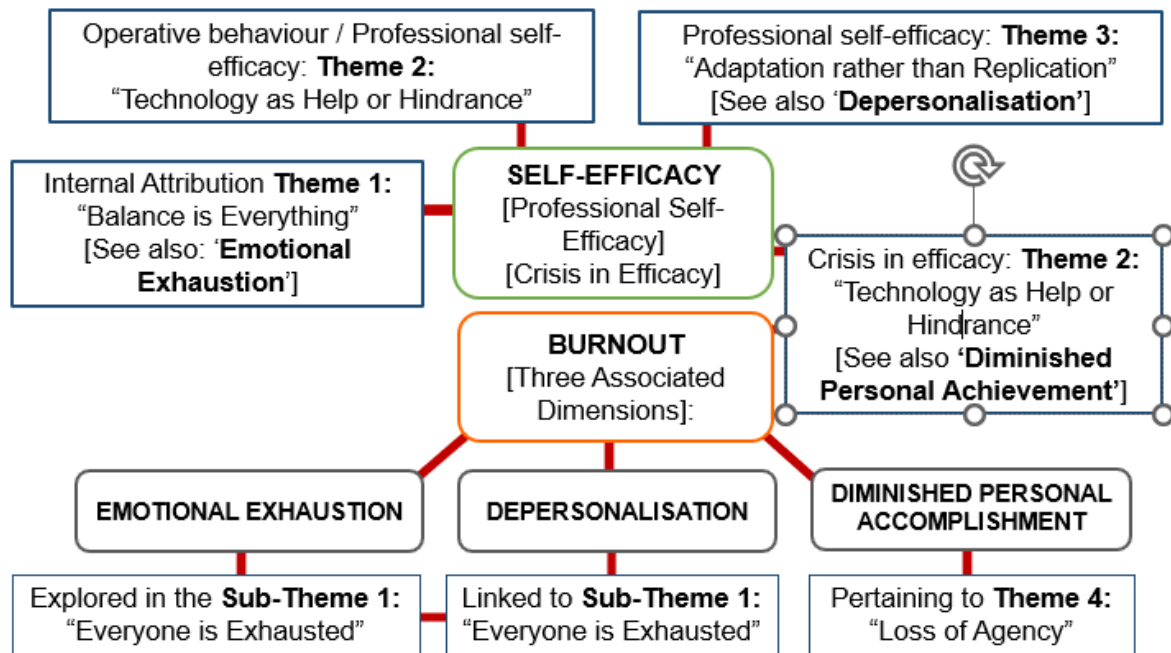 Operative behaviour / Professional self-
efficacy: Theme 2:
“Technology as Help or Hindrance”
Professional self-efficacy: Theme 3:
“Adaptation rather than Replication”
[See also ‘Depersonalisation’]
Internal Attribution Theme 1:
“Balance is Everything”
[See also: ‘Emotional
Exhaustion’]
SELF-EFFICACY
[Professional Self-
Efficacy]
[Crisis in Efficacy]
Crisis in efficacy: Theme 2:
“Technology as Help or
Hindrance”
[See also ‘Diminished
Personal Achievement’]
BURNOUT
[Three Associated
Dimensions]:
EMOTIONAL EXHAUSTION
DEPERSONALISATION
DIMINISHED PERSONAL
ACCOMPLISHMENT
Explored in the Sub-Theme 1:
“Everyone is Exhausted”
Linked to Sub-Theme 1:
“Everyone is Exhausted”
Pertaining to Theme 4:
“Loss of Agency”